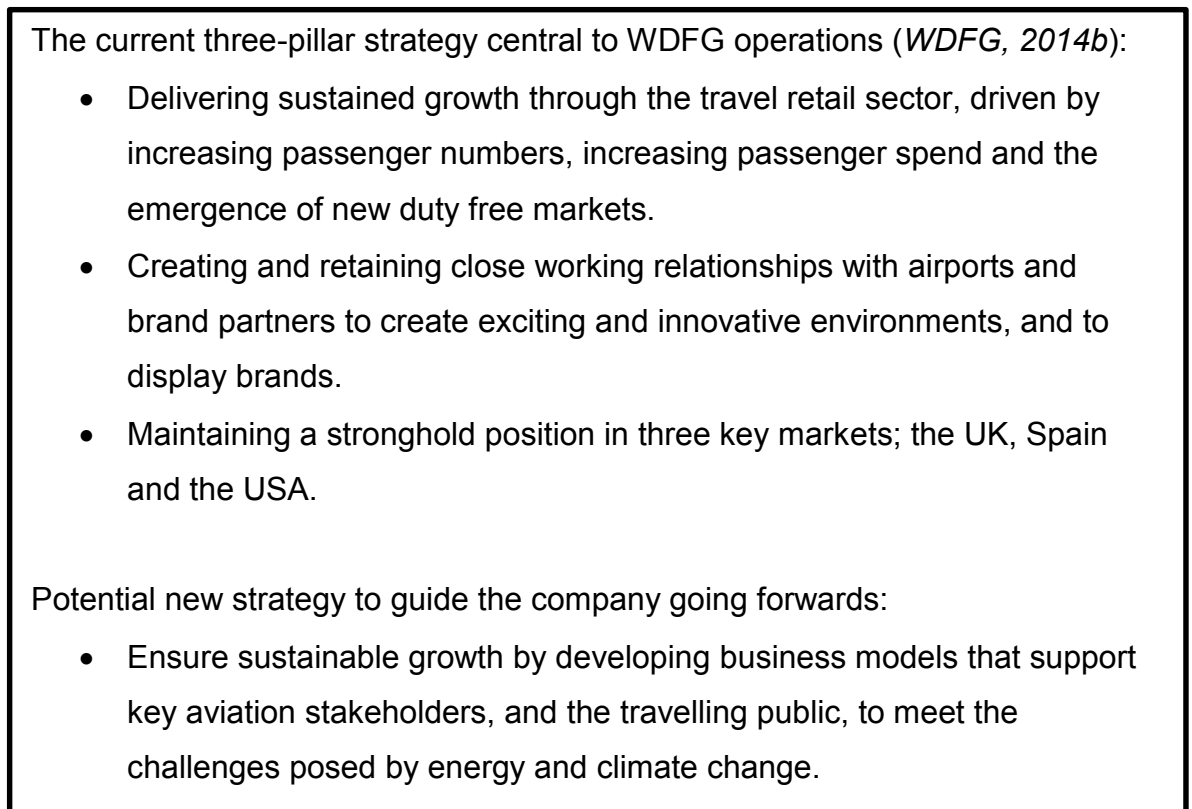 The current three-pillar strategy central to WDFG operations (WDFG, 2014b):
• Delivering sustained growth through the travel retail sector, driven by
increasing passenger numbers, increasing passenger spend and the
emergence of new duty free markets.
• Creating and retaining close working relationships with airports and
brand partners to create exciting and innovative environments, and to
display brands.
• Maintaining a stronghold position in three key markets; the UK, Spain
and the USA.
Potential new strategy to guide the company going forwards:
• Ensure sustainable growth by developing business models that support
key aviation stakeholders, and the travelling public, to meet the
challenges posed by energy and climate change.